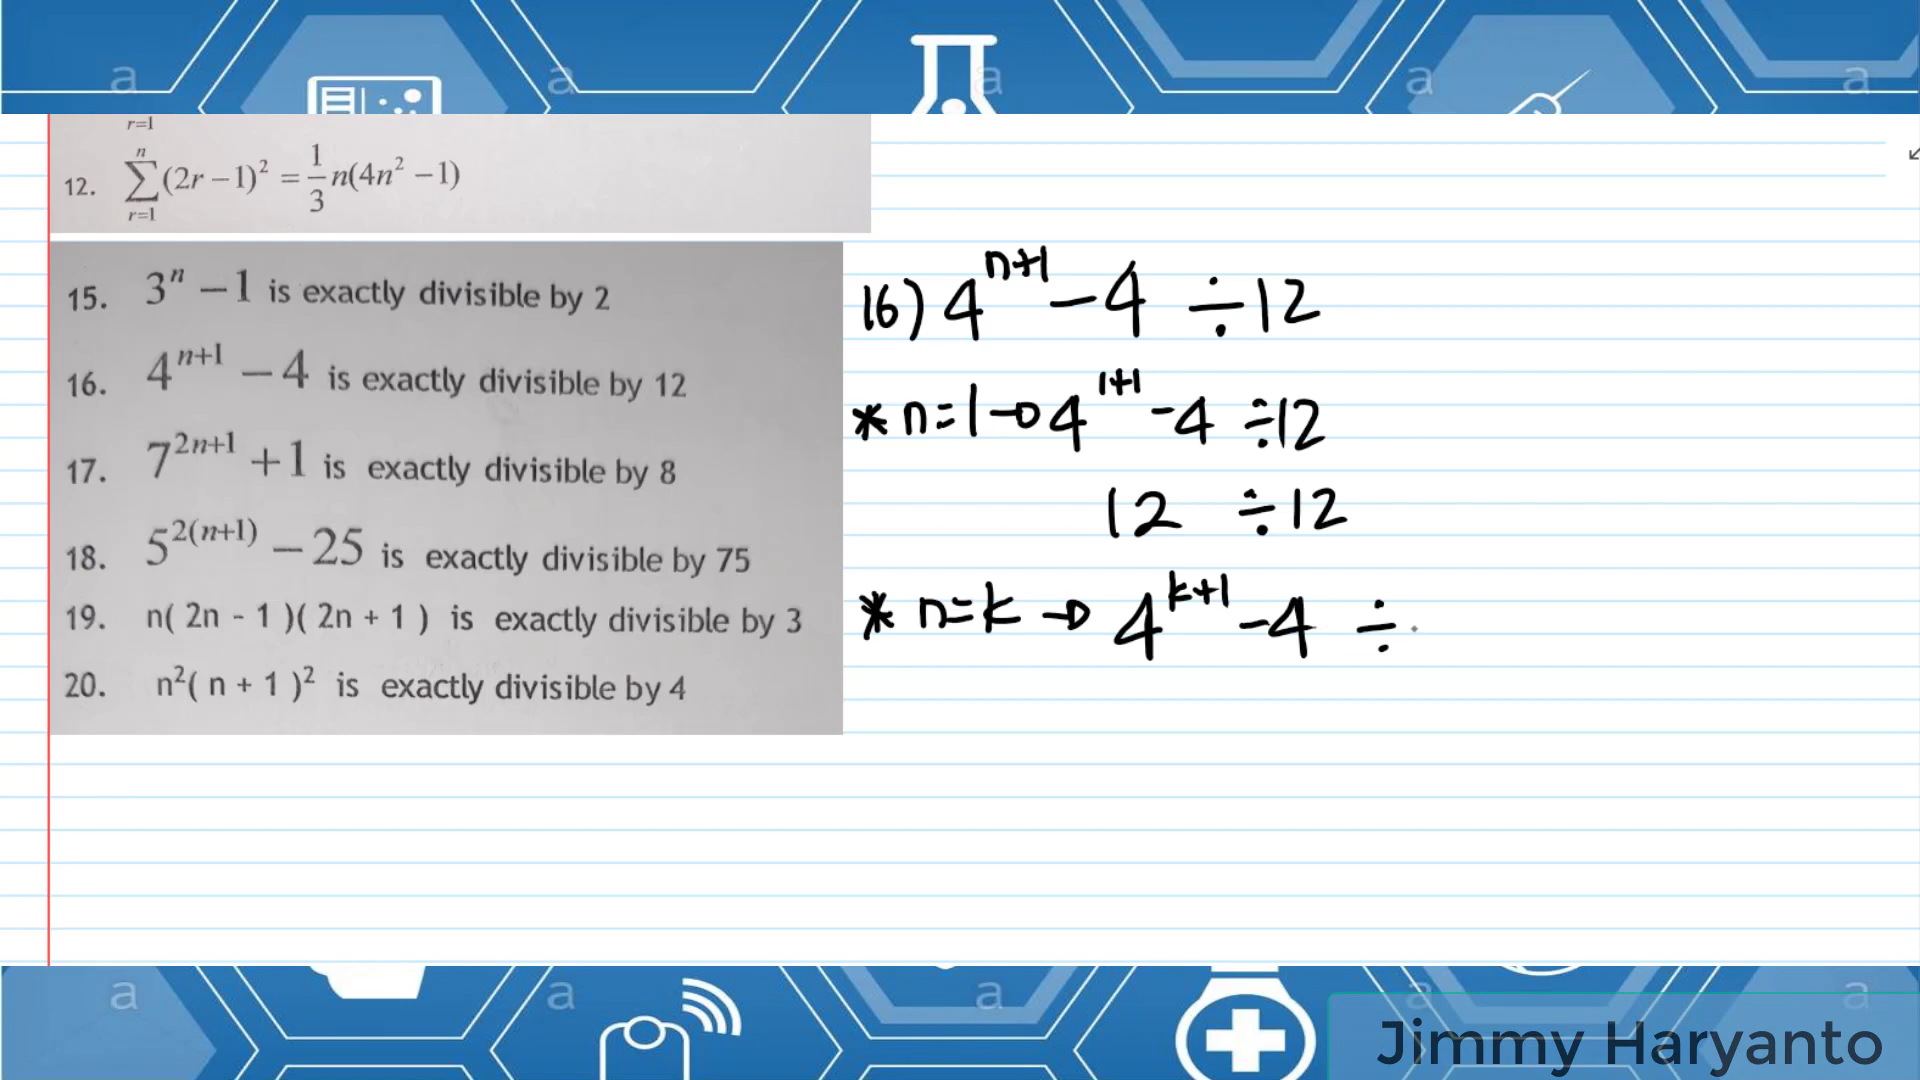 r=1
12. \sum_{r=1}^{n} (2r – 1)² = 1/3 n(4n² – 1)
15. 3ⁿ – 1 is exactly divisible by 2
16. 4ⁿ⁺¹ – 4 is exactly divisible by 12
17. 7²ⁿ⁺¹ + 1 is exactly divisible by 8
18. 5²⁽ⁿ⁺¹⁾ – 25 is exactly divisible by 75
19. n( 2n - 1 )( 2n + 1 ) is exactly divisible by 3
20. n²( n + 1 )² is exactly divisible by 4
16) 4ⁿ⁺¹ – 4 ÷ 12
* n=1 → 4¹⁺¹ - 4 ÷ 12
12 ÷ 12
* n=k → 4ᵏ⁺¹ - 4 ÷
Jimmy Haryanto
a a a a a
a a a a a